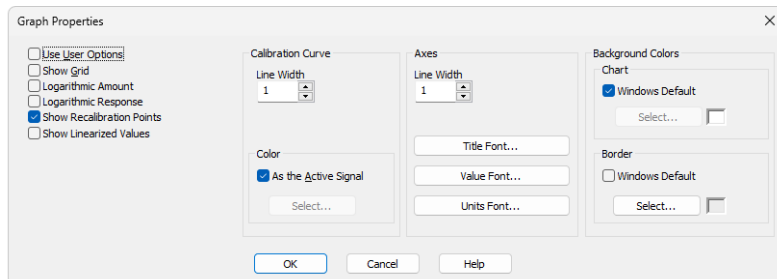 Graph Properties
Use User Options
Show Grid
Logarithmic Amount
Logarithmic Response
Show Recalibration Points
Show Linearized Values
Calibration Curve
Line Width
1
Color
As the Active Signal
Select...
Axes
Line Width
1
Title Font...
Value Font...
Units Font...
Background Colors
Chart
Windows Default
Select...
Border
Windows Default
Select...
OK
Cancel
Help